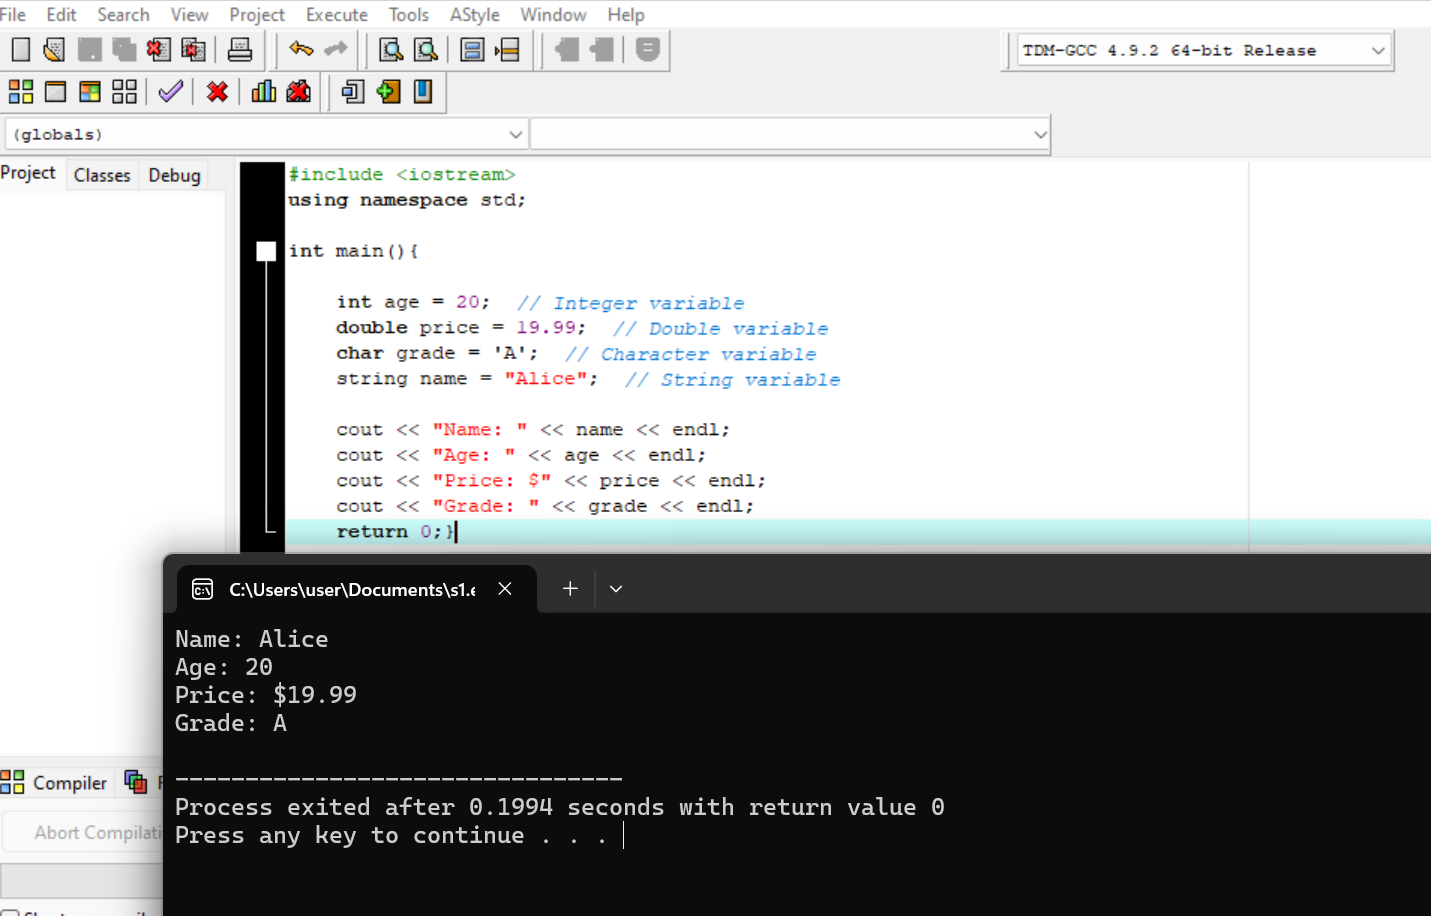 File Edit Search View Project Execute Tools AStyle Window Help
TDM-GCC 4.9.2 64-bit Release
(globals)
Project Classes Debug
#include <iostream>
using namespace std;
int main(){
int age = 20; // Integer variable
double price = 19.99; // Double variable
char grade = 'A'; // Character variable
string name = "Alice"; // String variable
cout << "Name: " << name << endl;
cout << "Age: " << age << endl;
cout << "Price: $" << price << endl;
cout << "Grade: " << grade << endl;
return 0;}
C:\Users\user\Documents\s1.e
Name: Alice
Age: 20
Price: $19.99
Grade: A
--------------------------------
Process exited after 0.1994 seconds with return value 0
Press any key to continue . . .
Compiler
Abort Compilati